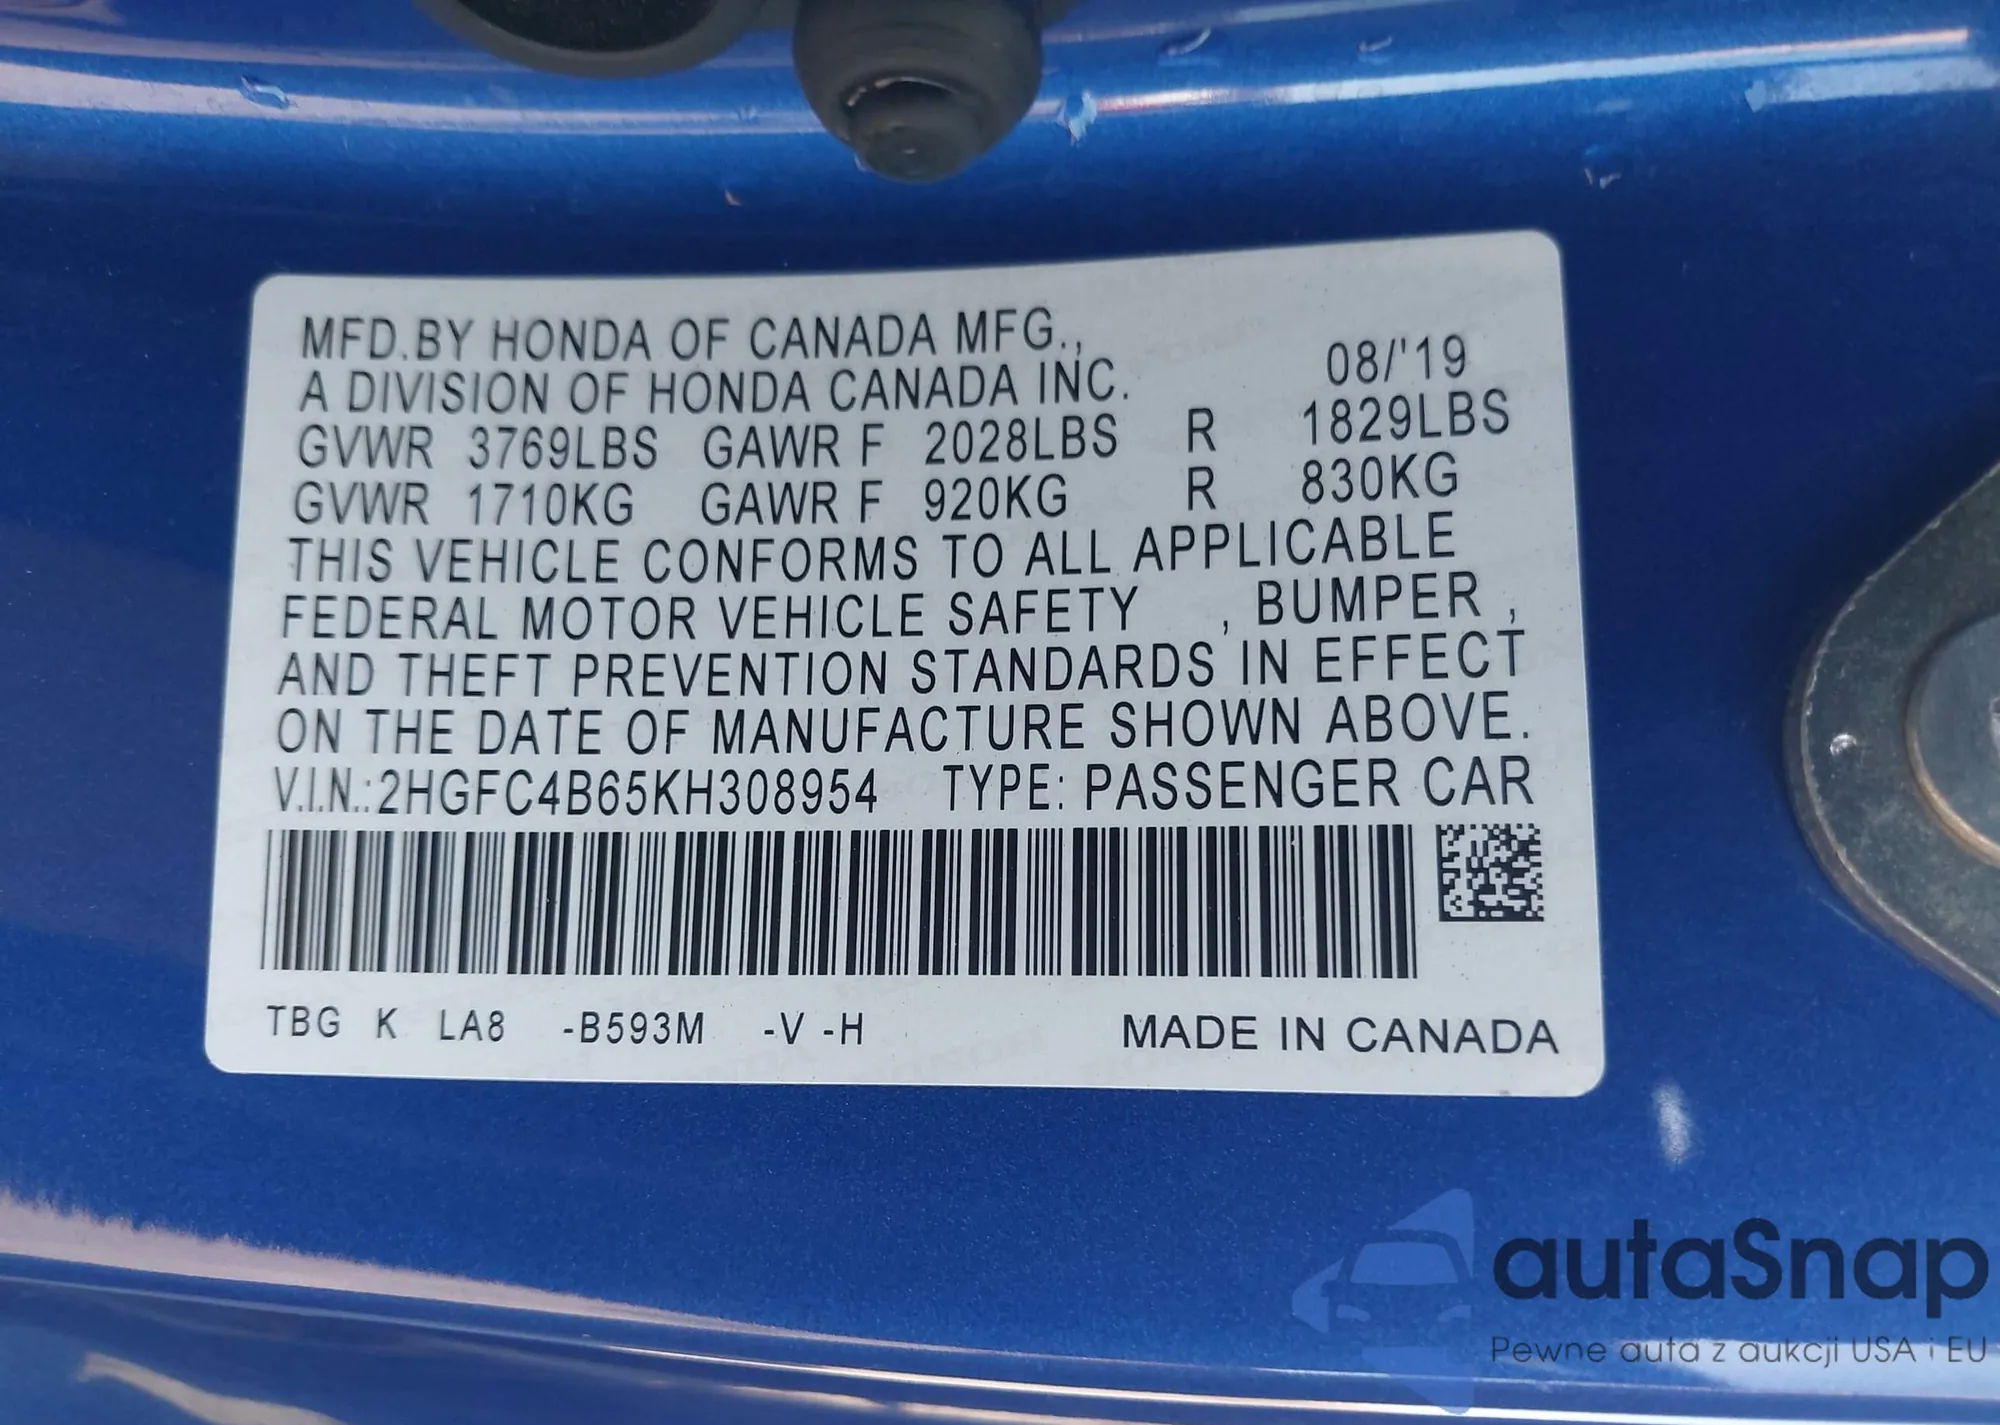 MFD.BY HONDA OF CANADA MFG.,
A DIVISION OF HONDA CANADA INC. 08/'19
GVWR 3769LBS GAWR F 2028LBS R 1829LBS
GVWR 1710KG GAWR F 920KG R 830KG
THIS VEHICLE CONFORMS TO ALL APPLICABLE
FEDERAL MOTOR VEHICLE SAFETY , BUMPER ,
AND THEFT PREVENTION STANDARDS IN EFFECT
ON THE DATE OF MANUFACTURE SHOWN ABOVE.
V.I.N.:2HGFC4B65KH308954 TYPE: PASSENGER CAR
TBG K LA8 -B593M -V -H MADE IN CANADA
autaSnap
Pewne auta z aukcji USA i EU